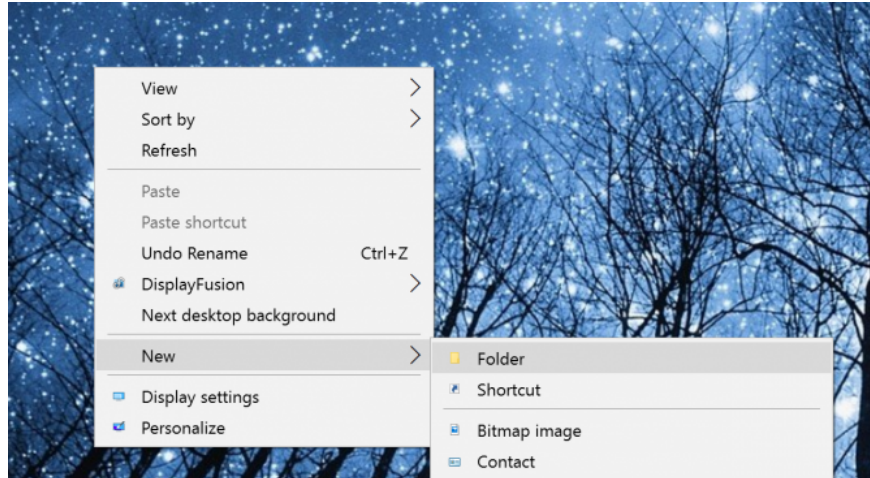 View
Sort by
Refresh
Paste
Paste shortcut
Undo Rename Ctrl+Z
DisplayFusion
Next desktop background
New
Display settings
Personalize
Folder
Shortcut
Bitmap image
Contact